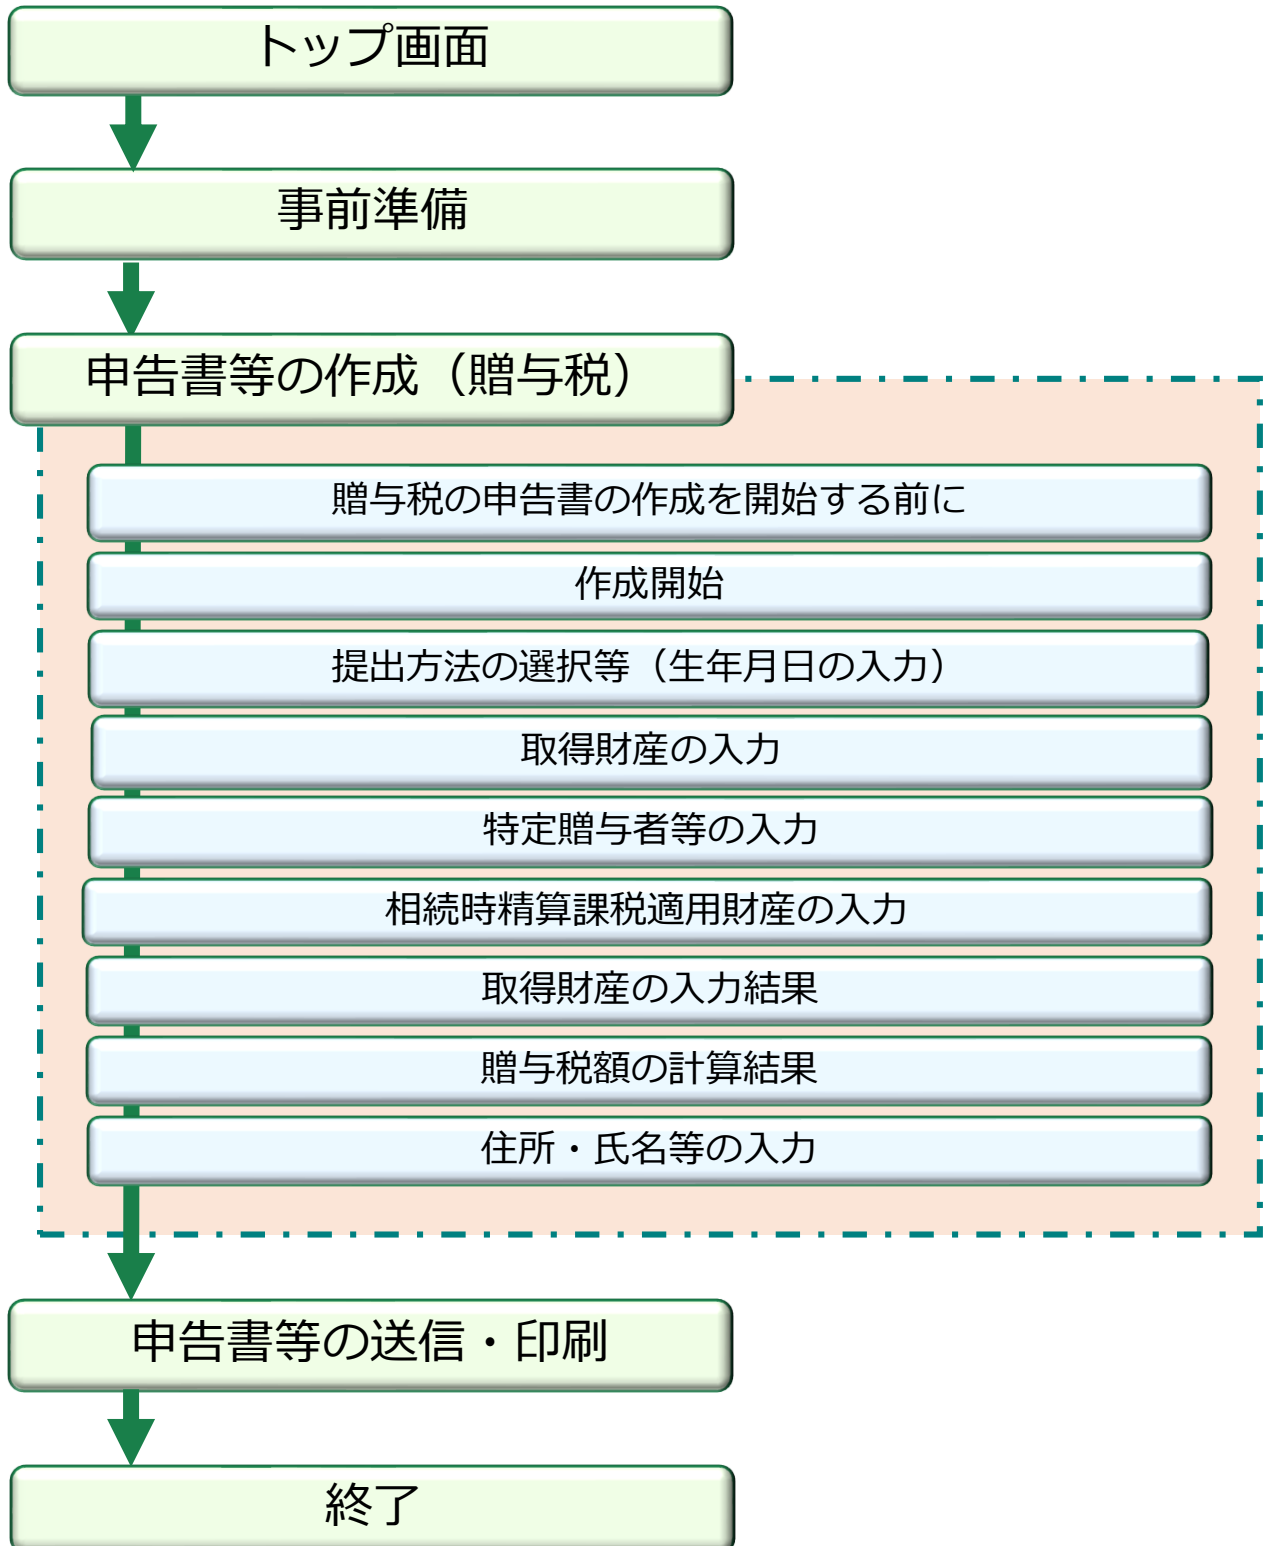 トップ画面
事前準備
申告書等の作成（贈与税）
贈与税の申告書の作成を開始する前に
作成開始
提出方法の選択等（生年月日の入力）
取得財産の入力
特定贈与者等の入力
相続時精算課税適用財産の入力
取得財産の入力結果
贈与税額の計算結果
住所・氏名等の入力
申告書等の送信・印刷
終了